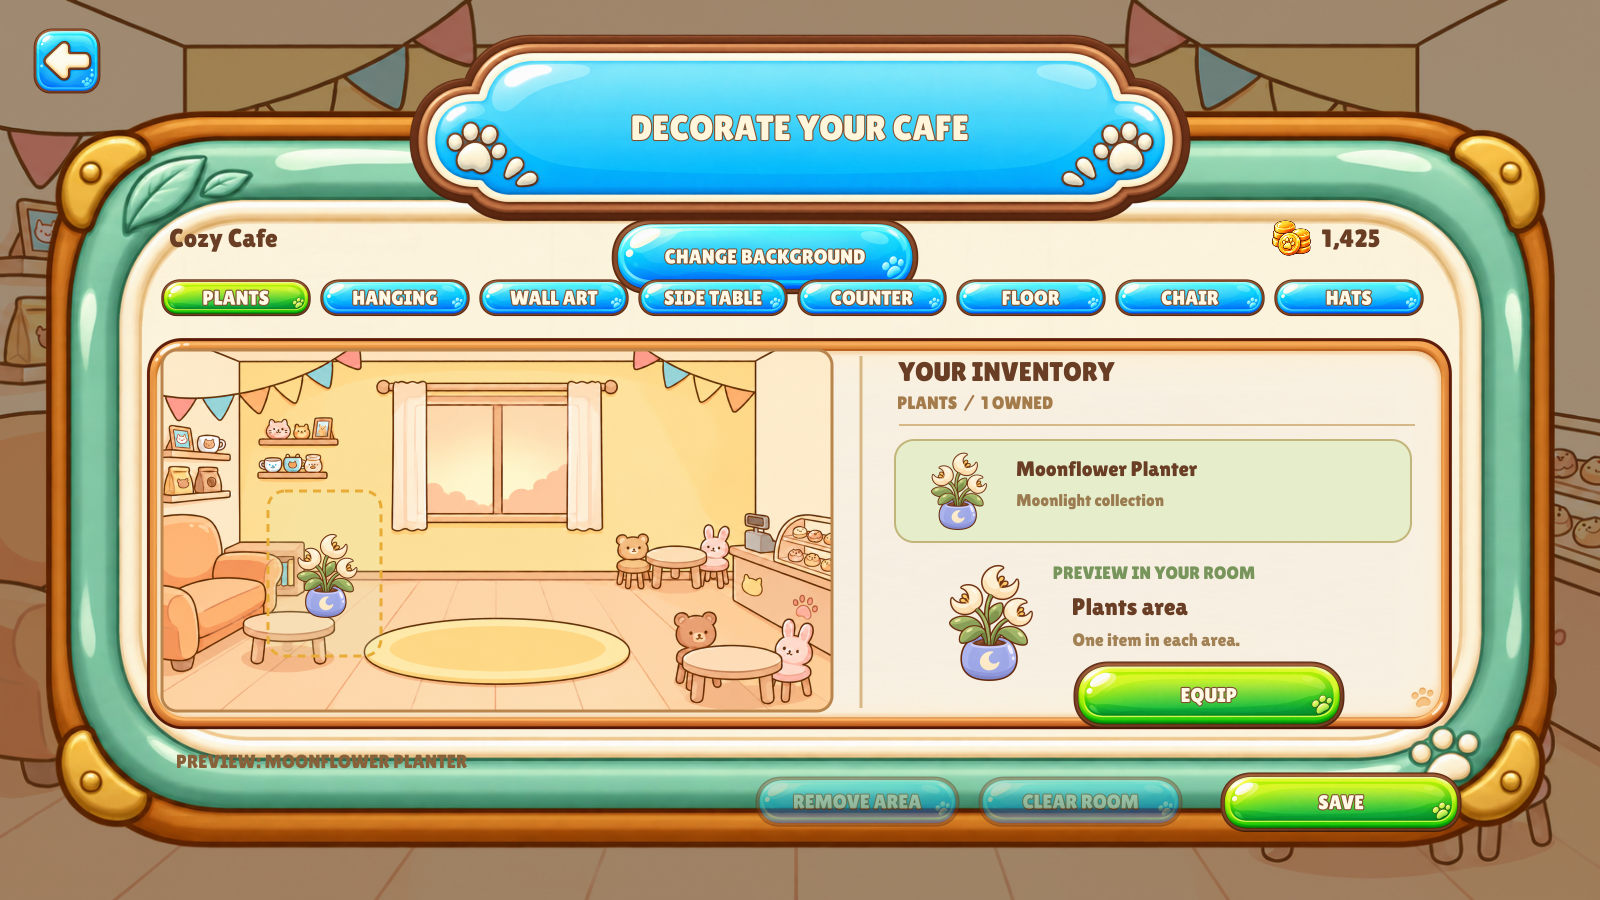 DECORATE YOUR CAFE
Cozy Cafe
CHANGE BACKGROUND
1,425
PLANTS
HANGING
WALL ART
SIDE TABLE
COUNTER
FLOOR
CHAIR
HATS
YOUR INVENTORY
PLANTS / 1 OWNED
Moonflower Planter
Moonlight collection
PREVIEW IN YOUR ROOM
Plants area
One item in each area.
EQUIP
PREVIEW: MOONFLOWER PLANTER
REMOVE AREA
CLEAR ROOM
SAVE